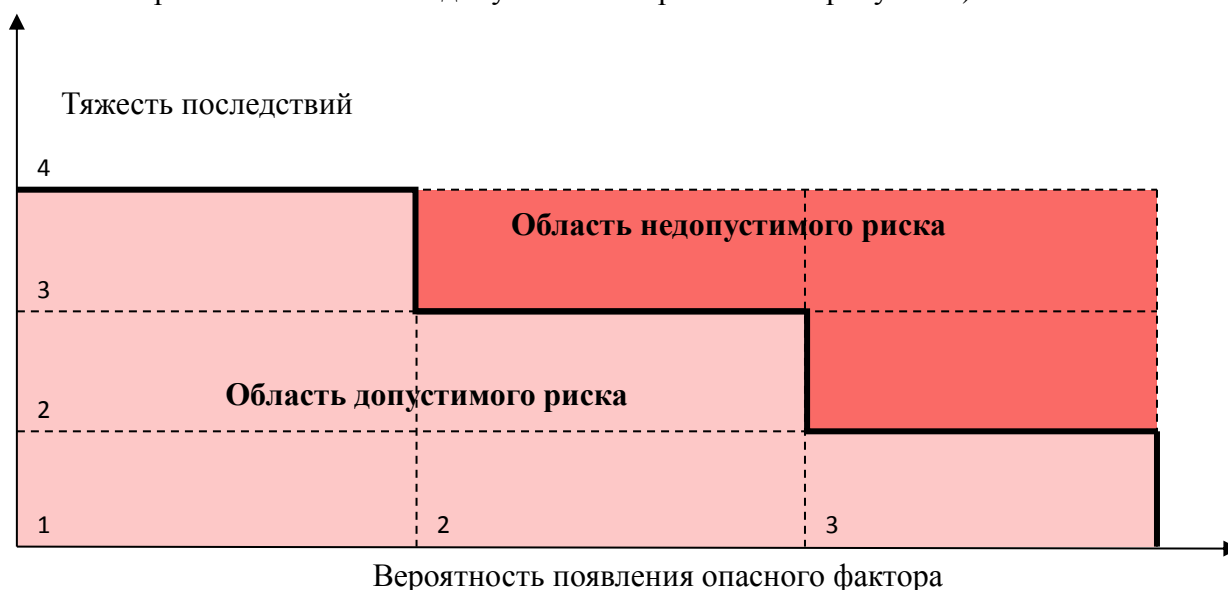 Тяжесть последствий
4
Область недопустимого риска
3
Область допустимого риска
2
1 2 3
Вероятность появления опасного фактора